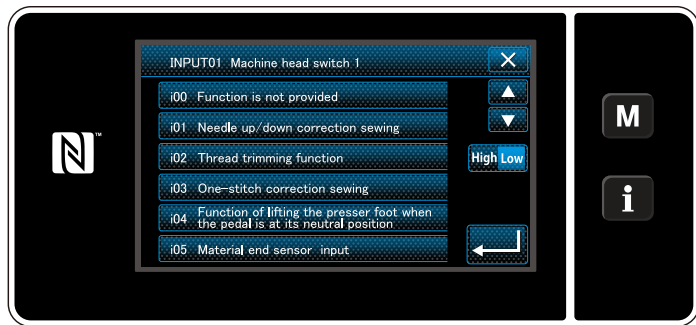 INPUT01 Machine head switch 1
i00 Function is not provided
i01 Needle up/down correction sewing
i02 Thread trimming function
High Low
i03 One-stitch correction sewing
i04 Function of lifting the presser foot when
the pedal is at its neutral position
i05 Material end sensor input
N™
M
i